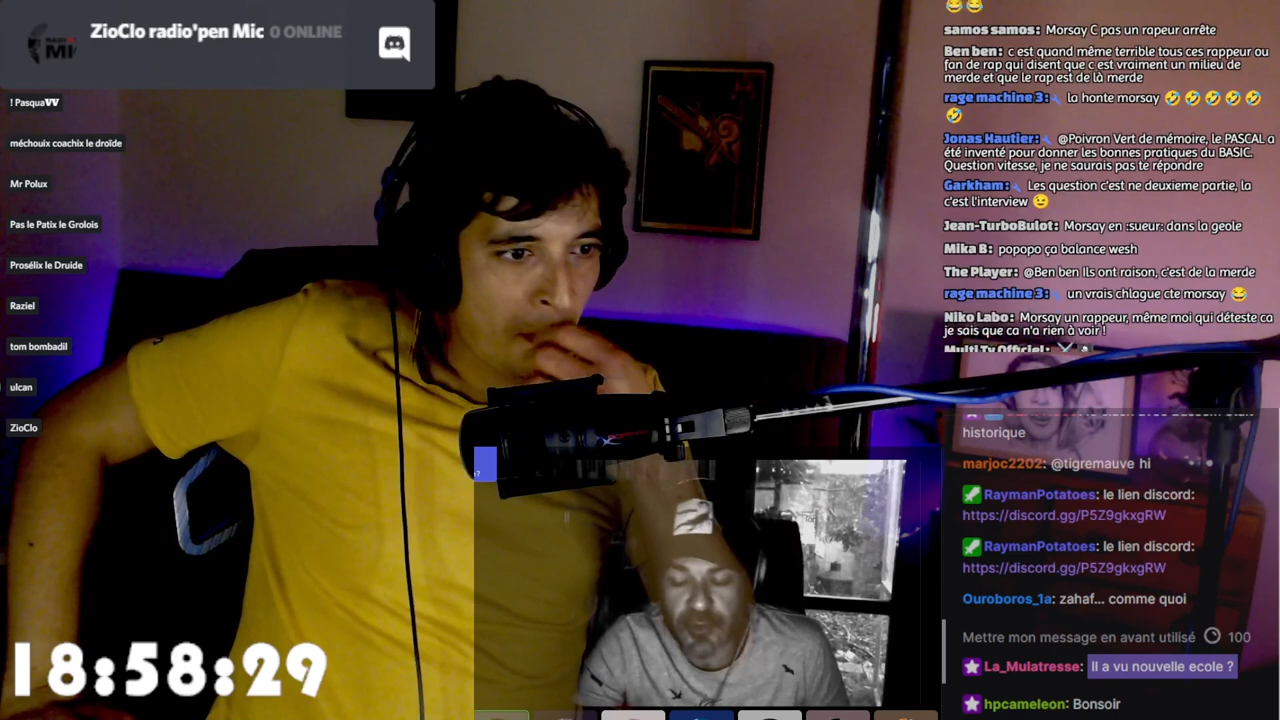 ZioClo radio'pen Mic 0 ONLINE
MI
! PasquaVV
méchouix coachix le droïde
Mr Polux
Pas le Patix le Grolois
Prosélix le Druide
Raziel
tom bombadil
ulcan
ZioClo
18:58:29
samos samos: Morsay C pas un rapeur arrête
Ben ben: c est quand même terrible tous ces rappeur ou
fan de rap qui disent que c est vraiment un milieu de
merde et que le rap est de là merde
rage machine 3: la honte morsay 🤣 🤣 🤣 🤣 🤣
🤣
Jonas Hautier: @Poivron Vert de mémoire, le PASCAL a
été inventé pour donner les bonnes pratiques du BASIC.
Question vitesse, je ne saurais pas te répondre
Garkham: Les question c'est ne deuxieme partie, la
c'est l'interview 😉
Jean-TurboBulot: Morsay en :sueur: dans la geole
Mika B: popopo ça balance wesh
The Player: @Ben ben Ils ont raison, c'est de la merde
rage machine 3: un vrais chlague cte morsay 😂
Niko Labo: Morsay un rappeur, même moi qui déteste ca
je sais que ca n'a rien à voir !
Multi Tv Officiel:
historique
marjoc2202: @tigremauve hi
RaymanPotatoes: le lien discord:
https://discord.gg/P5Z9gkxgRW
RaymanPotatoes: le lien discord:
https://discord.gg/P5Z9gkxgRW
Ouroboros_1a: zahaf... comme quoi
Mettre mon message en avant utilisé 100
La_Mulatresse: Il a vu nouvelle ecole ?
hpcameleon: Bonsoir